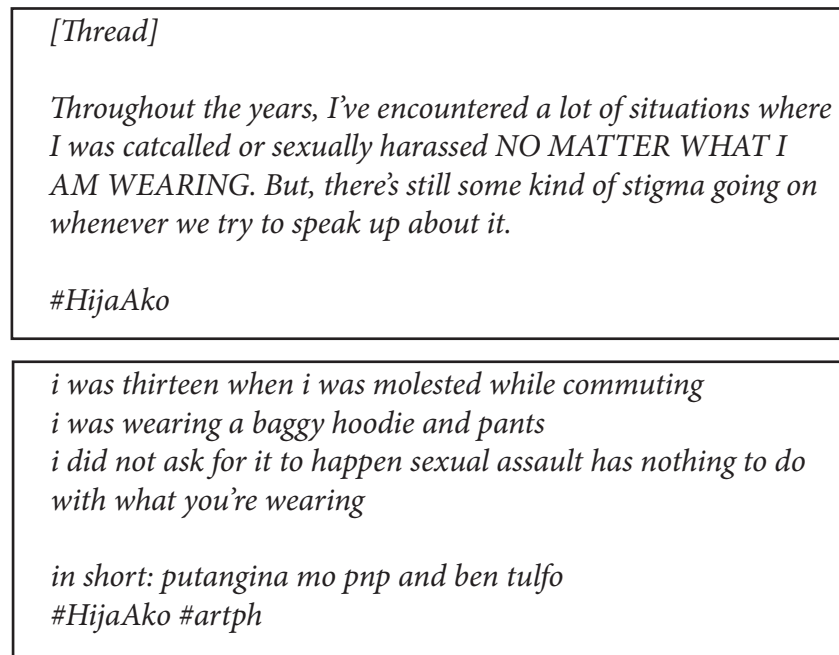 [Thread]
Throughout the years, I’ve encountered a lot of situations where
I was catcalled or sexually harassed NO MATTER WHAT I
AM WEARING. But, there’s still some kind of stigma going on
whenever we try to speak up about it.
#HijaAko
i was thirteen when i was molested while commuting
i was wearing a baggy hoodie and pants
i did not ask for it to happen sexual assault has nothing to do
with what you’re wearing
in short: putangina mo pnp and ben tulfo
#HijaAko #artph